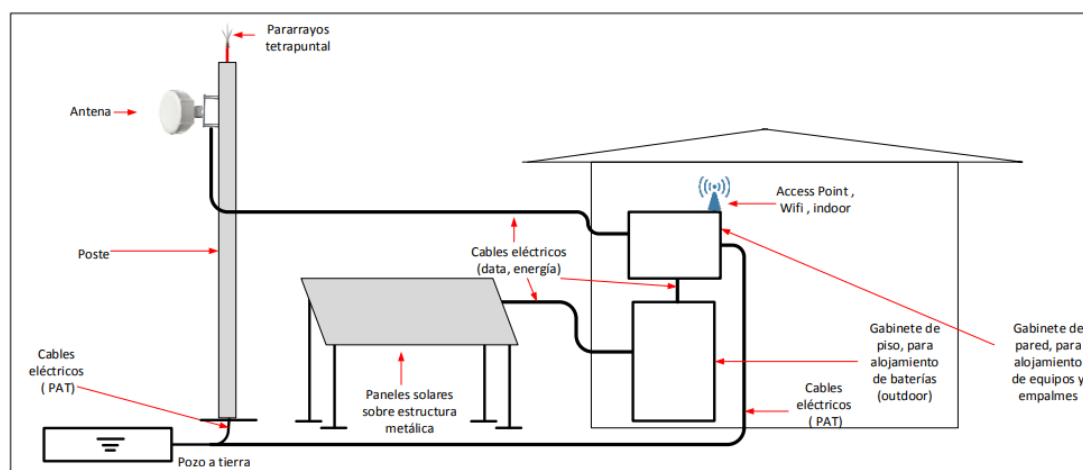 Pararrayos
tetrapuntal
Antena
Access Point ,
Wifi , indoor
Poste
Cables eléctricos
(data, energía)
Cables
eléctricos
( PAT)
Paneles solares
sobre estructura
metálica
Gabinete de
piso, para
alojamiento
de baterías
(outdoor)
Gabinete de
pared, para
alojamiento
de equipos y
empalmes
Cables
eléctricos
( PAT)
Pozo a tierra